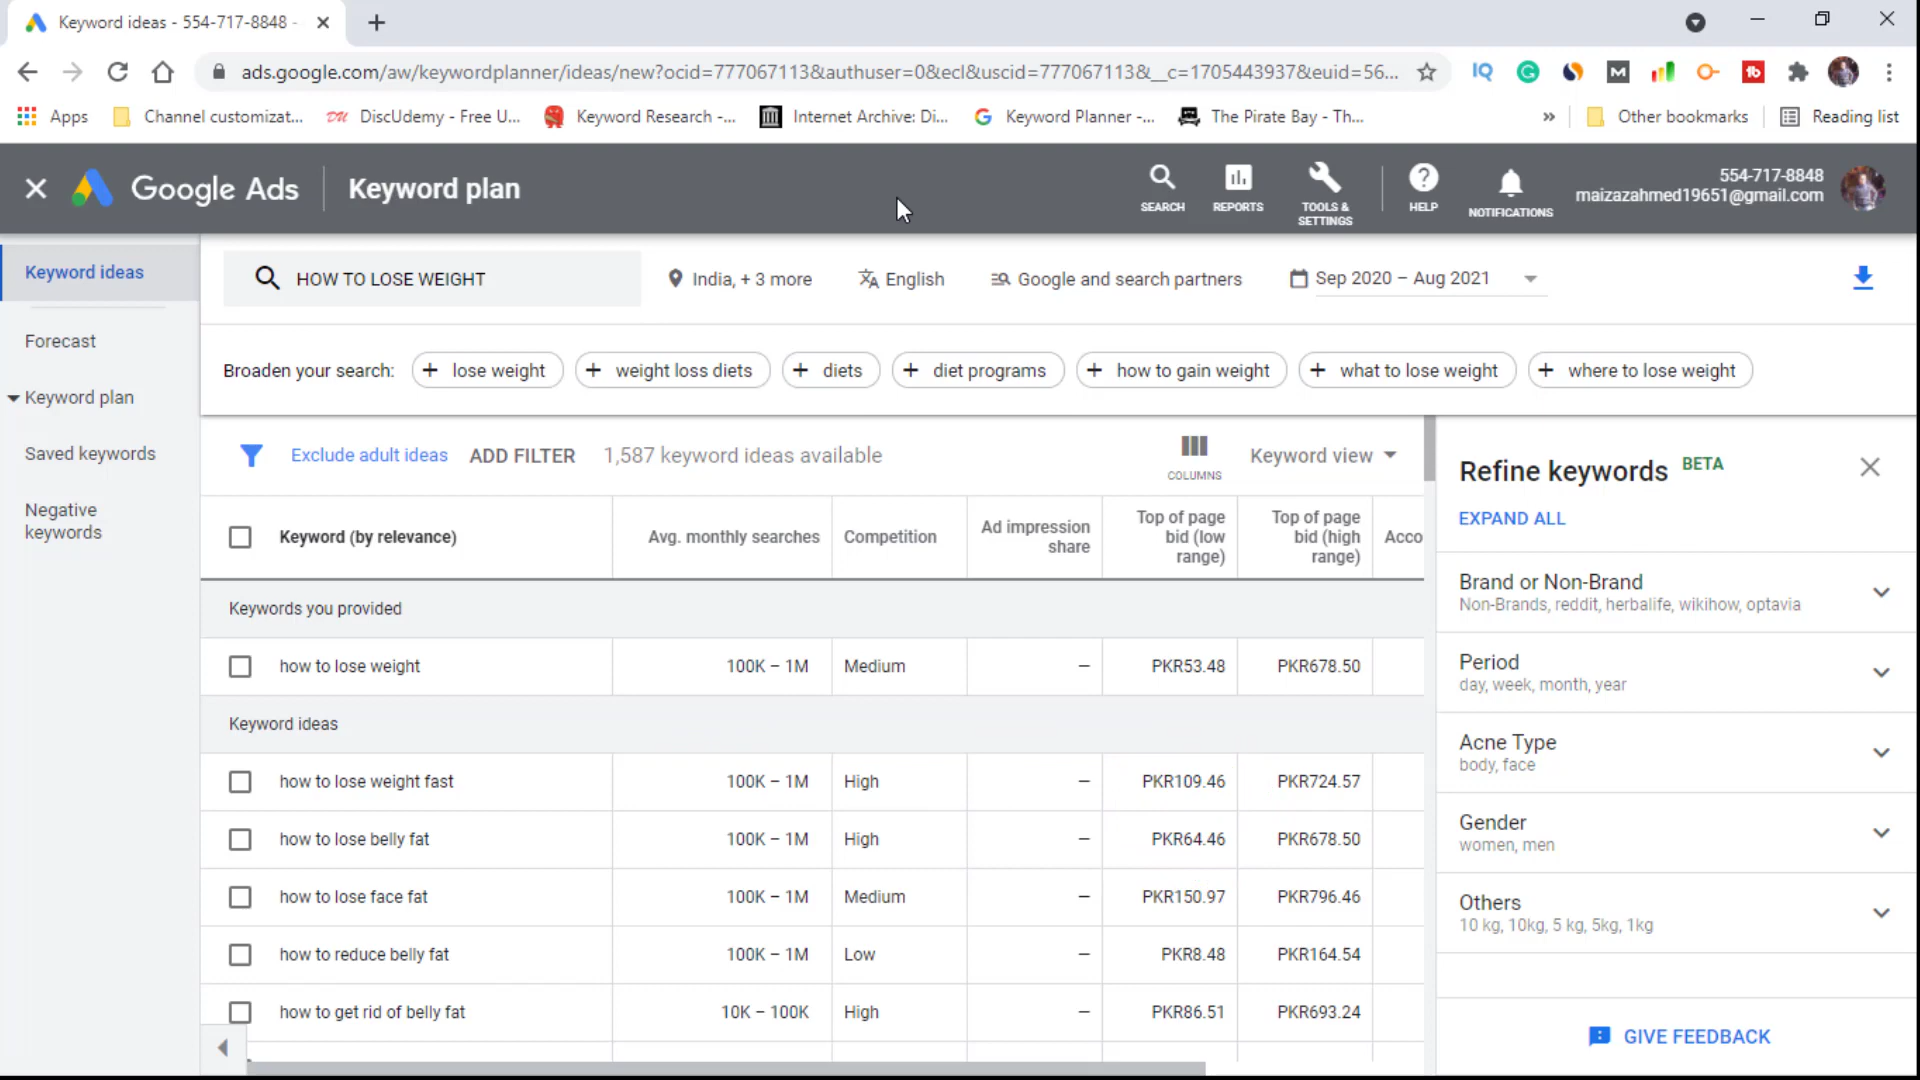 Keyword ideas - 554-717-8848 -
ads.google.com/aw/keywordplanner/ideas/new?ocid=777067113&authuser=0&ecl&uscid=777067113&__c=1705443937&euid=56...
Apps Channel customizat... DU DiscUdemy - Free U... Keyword Research -... Internet Archive: Di... Keyword Planner -... The Pirate Bay - Th... » Other bookmarks Reading list
Google Ads Keyword plan
SEARCH REPORTS TOOLS & SETTINGS HELP NOTIFICATIONS
554-717-8848
maizazahmed19651@gmail.com
Keyword ideas
Forecast
Keyword plan
Saved keywords
Negative
keywords
HOW TO LOSE WEIGHT India, + 3 more English Google and search partners Sep 2020 – Aug 2021
Broaden your search: + lose weight + weight loss diets + diets + diet programs + how to gain weight + what to lose weight + where to lose weight
Exclude adult ideas ADD FILTER 1,587 keyword ideas available COLUMNS Keyword view
Keyword (by relevance) Avg. monthly searches Competition Ad impression share Top of page bid (low range) Top of page bid (high range) Acco
Keywords you provided
how to lose weight 100K – 1M Medium – PKR53.48 PKR678.50
Keyword ideas
how to lose weight fast 100K – 1M High – PKR109.46 PKR724.57
how to lose belly fat 100K – 1M High – PKR64.46 PKR678.50
how to lose face fat 100K – 1M Medium – PKR150.97 PKR796.46
how to reduce belly fat 100K – 1M Low – PKR8.48 PKR164.54
how to get rid of belly fat 10K – 100K High – PKR86.51 PKR693.24
Refine keywords BETA
EXPAND ALL
Brand or Non-Brand
Non-Brands, reddit, herbalife, wikihow, optavia
Period
day, week, month, year
Acne Type
body, face
Gender
women, men
Others
10 kg, 10kg, 5 kg, 5kg, 1kg
GIVE FEEDBACK